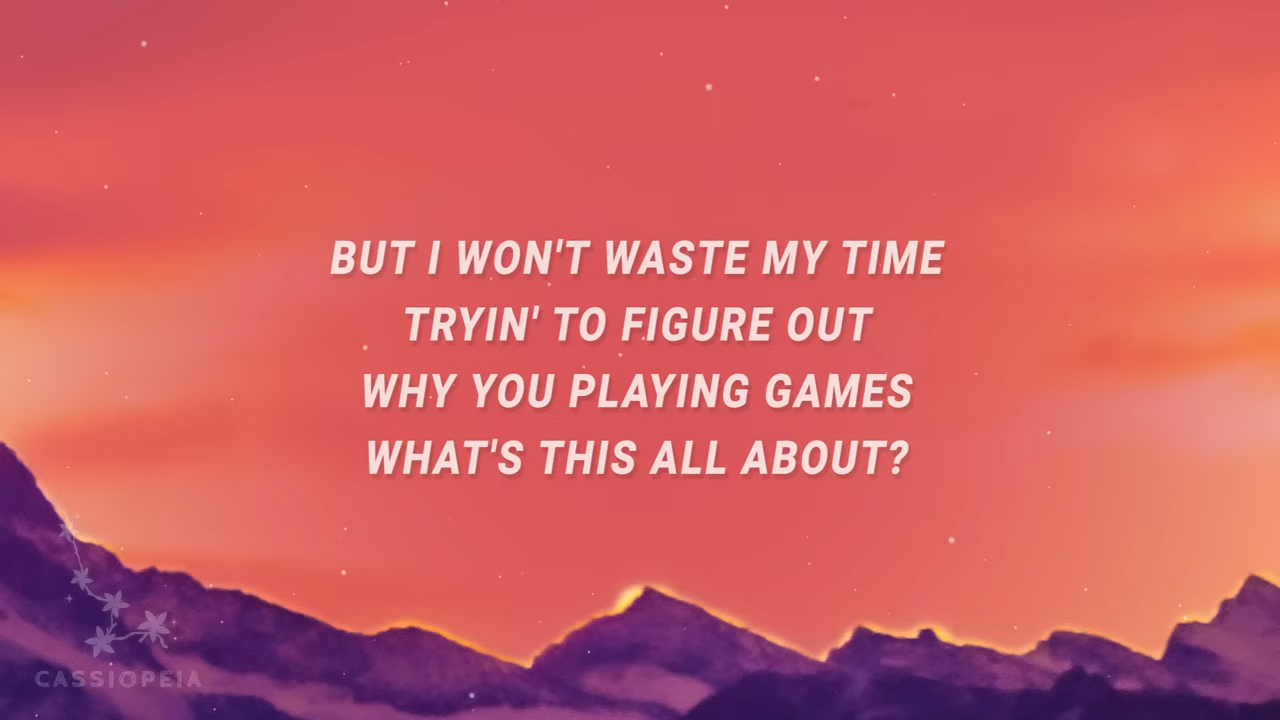 BUT I WON'T WASTE MY TIME
TRYIN' TO FIGURE OUT
WHY YOU PLAYING GAMES
WHAT'S THIS ALL ABOUT?
CASSIOPEIA